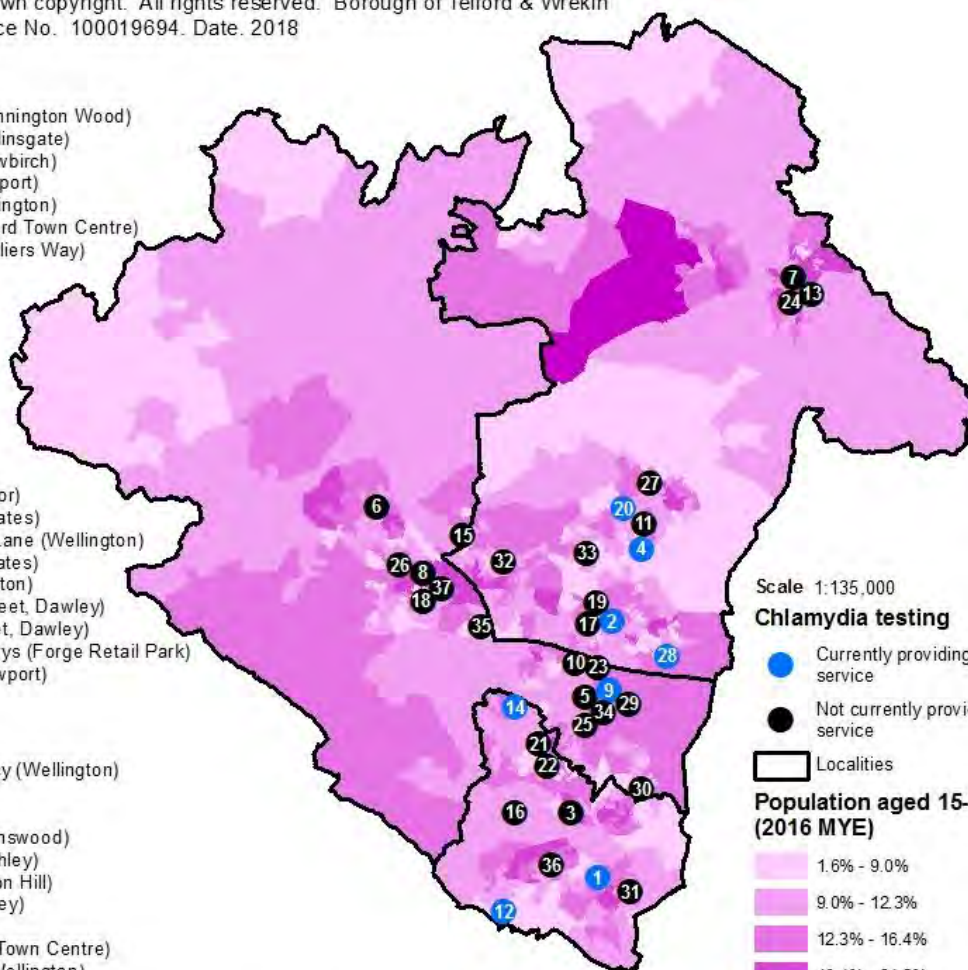 wn copyright. All rights reserved. Borough of Telford & Wrekin
ce No. 100019694. Date. 2018
nnington Wood)
linsgate)
wbirch)
port)
ington)
rd Town Centre)
liers Way)
or)
ates)
Lane (Wellington)
ates)
ton)
eet, Dawley)
et, Dawley)
ys (Forge Retail Park)
wport)
y (Wellington)
nswood)
hley)
on Hill)
ey)
Town Centre)
7
13
24
27
6
20
11
15
4
33
32
26
8
37
18
19
17
2
35
28
10
23
5
9
29
14
34
25
21
22
30
16
3
36
1
31
12
Scale 1:135,000
Chlamydia testing
Currently providing
service
Not currently provi
service
Localities
Population aged 15-
(2016 MYE)
1.6% - 9.0%
9.0% - 12.3%
12.3% - 16.4%